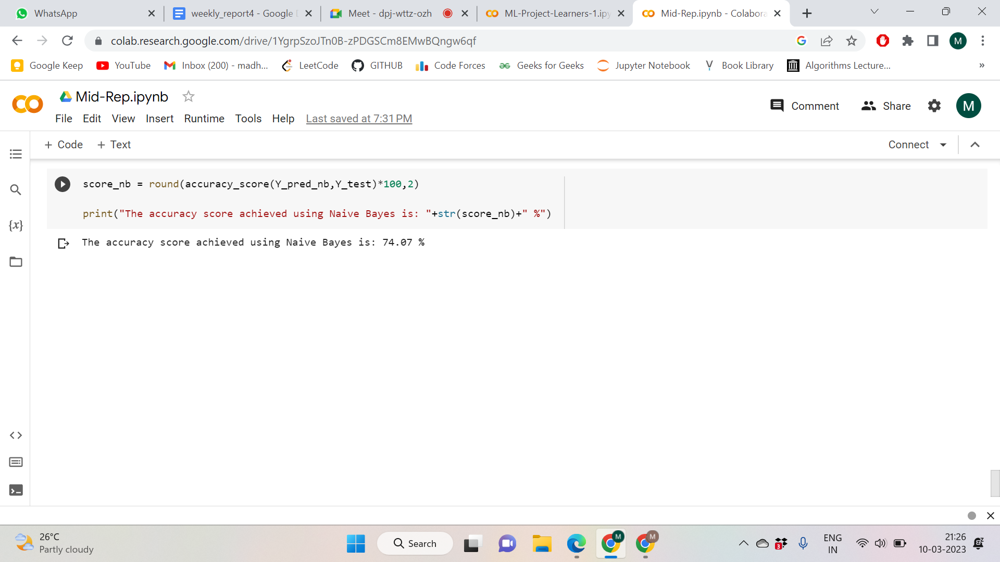 WhatsApp
weekly_report4 - Google
Meet - dpj-wttz-ozh
ML-Project-Learners-1.ipy
Mid-Rep.ipynb - Colabora
colab.research.google.com/drive/1YgrpSzoJTn0B-zPDGSCm8EMwBQngw6qf
M
Google Keep
YouTube
Inbox (200) - madh...
LeetCode
GITHUB
Code Forces
Geeks for Geeks
Jupyter Notebook
Book Library
Algorithms Lecture...
»
Mid-Rep.ipynb
Comment
Share
M
File Edit View Insert Runtime Tools Help Last saved at 7:31 PM
+ Code + Text
Connect
score_nb = round(accuracy_score(Y_pred_nb,Y_test)*100,2)
print("The accuracy score achieved using Naive Bayes is: "+str(score_nb)+" %")
{x}
The accuracy score achieved using Naive Bayes is: 74.07 %
26°C
Partly cloudy
Search
M
M
3
ENG
IN
21:26
10-03-2023